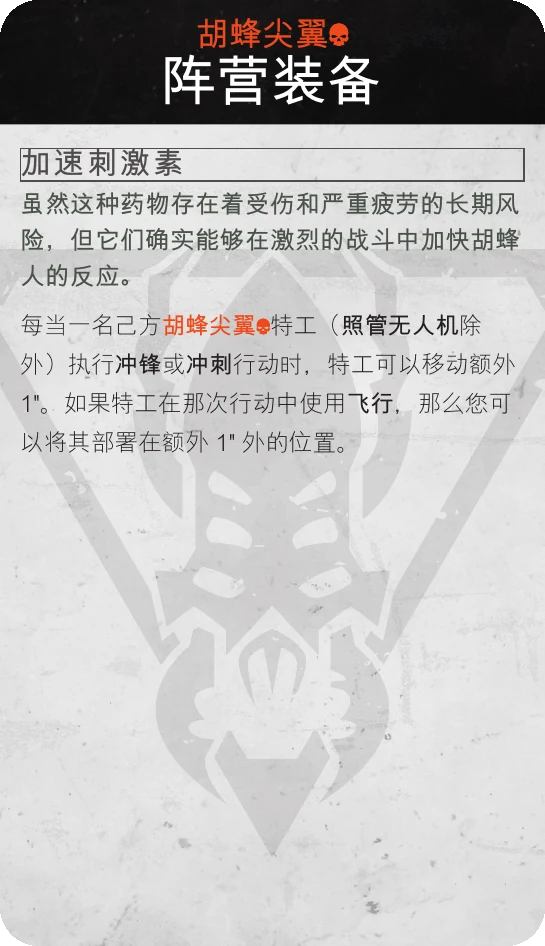 胡蜂尖翼
阵营装备
加速刺激素
虽然这种药物存在着受伤和严重疲劳的长期风
险，但它们确实能够在激烈的战斗中加快胡蜂
人的反应。
每当一名己方胡蜂尖翼特工（照管无人机除
外）执行冲锋或冲刺行动时，特工可以移动额外
1"。如果特工在那次行动中使用飞行，那么您可
以将其部署在额外 1" 外的位置。